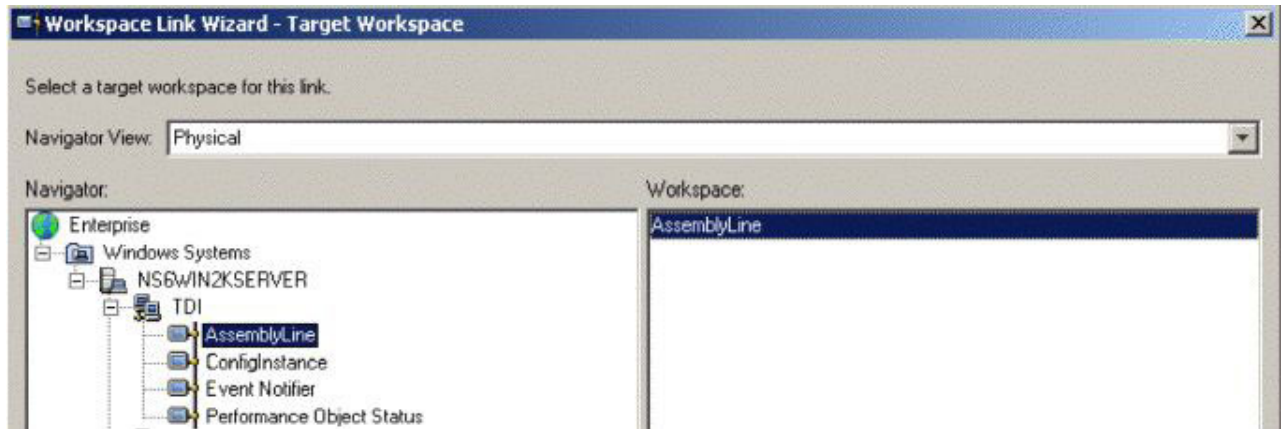 Workspace Link Wizard - Target Workspace
Select a target workspace for this link.
Navigator View: Physical
Navigator:
Enterprise
Windows Systems
NS6WIN2KSERVER
TDI
AssemblyLine
ConfigInstance
Event Notifier
Performance Object Status
Workspace:
AssemblyLine